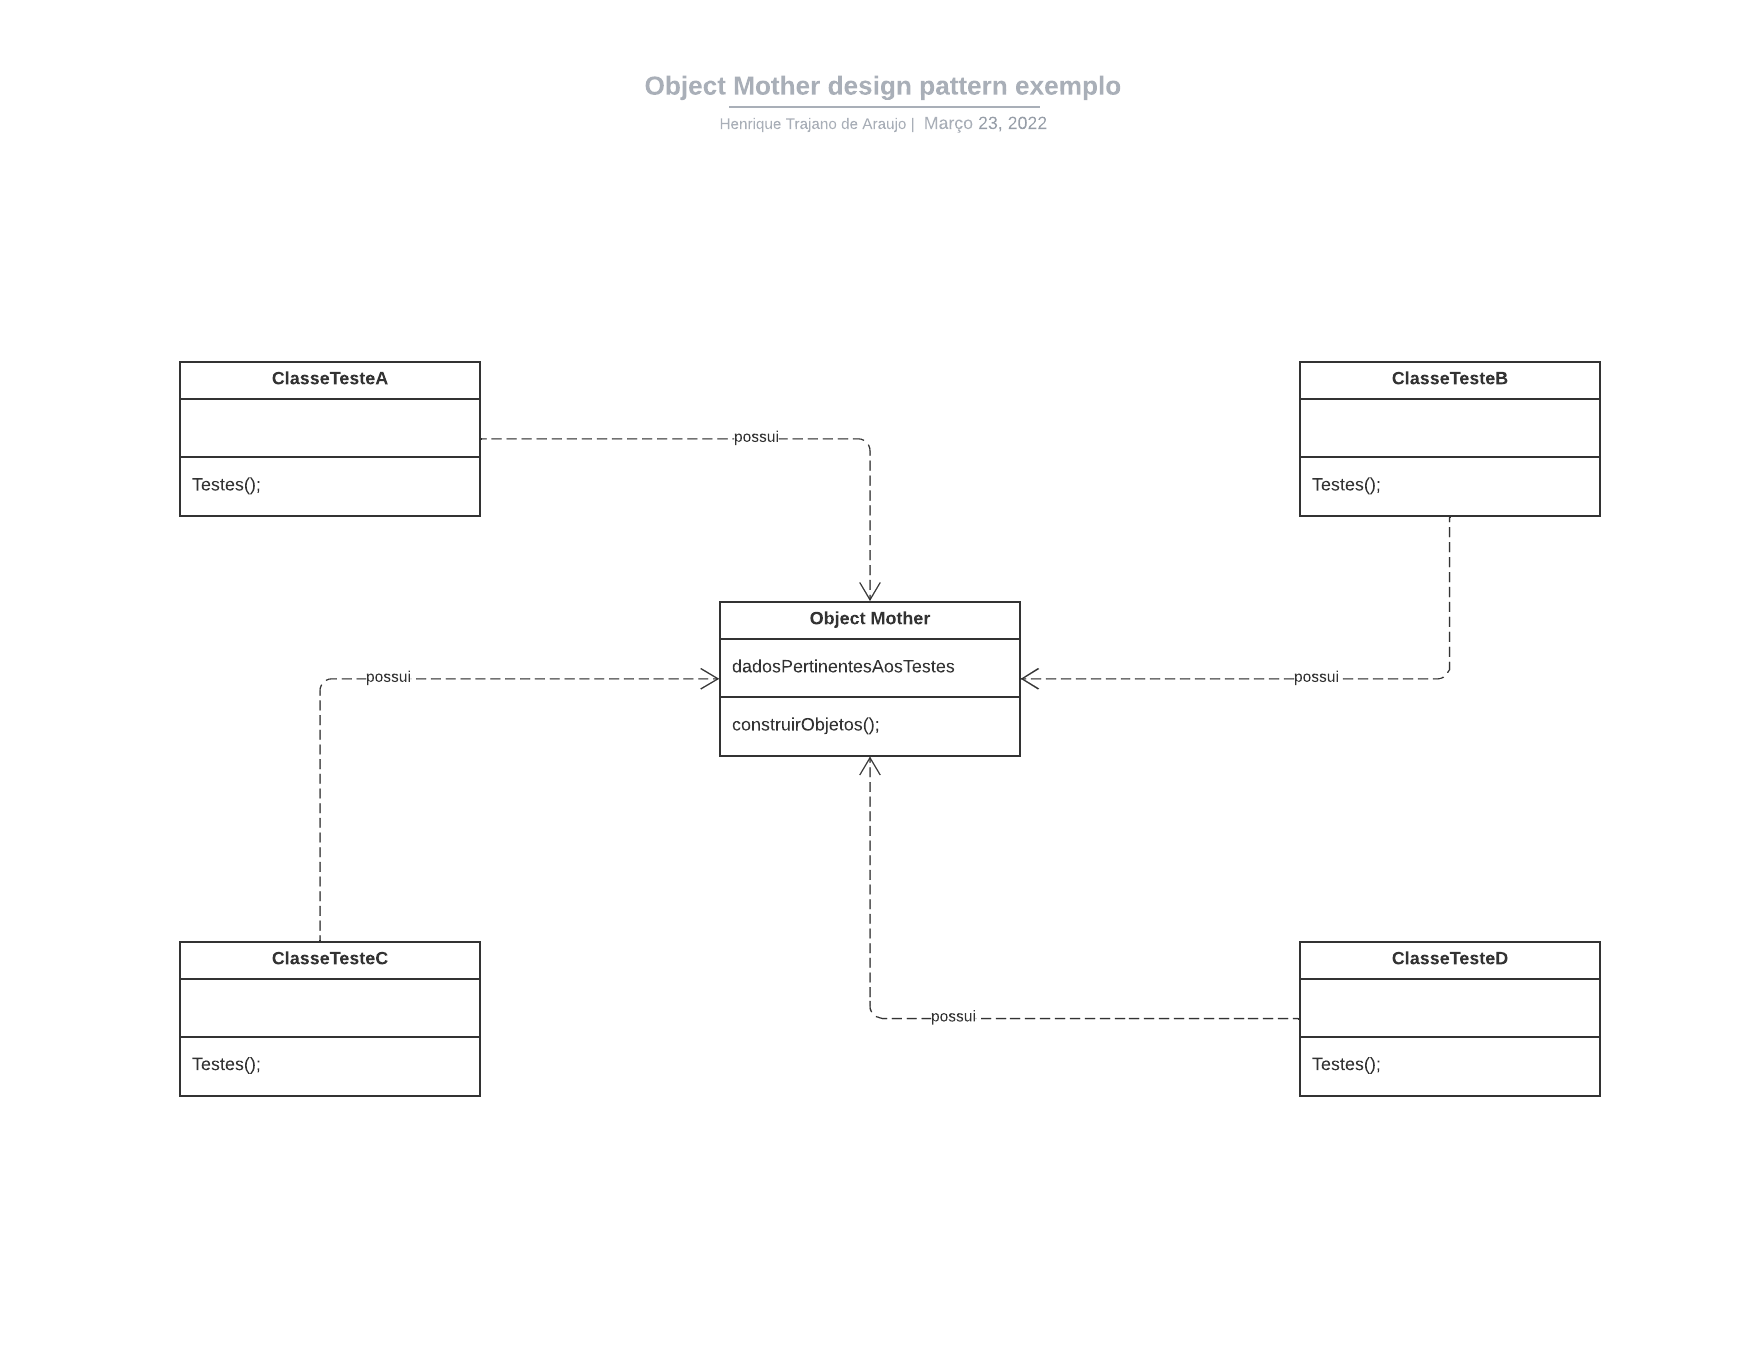 Object Mother design pattern exemplo
Henrique Trajano de Araujo | Março 23, 2022
ClasseTesteA
Testes();
ClasseTesteB
Testes();
possui
Object Mother
dadosPertinentesAosTestes
construirObjetos();
possui
possui
possui
ClasseTesteC
Testes();
ClasseTesteD
Testes();